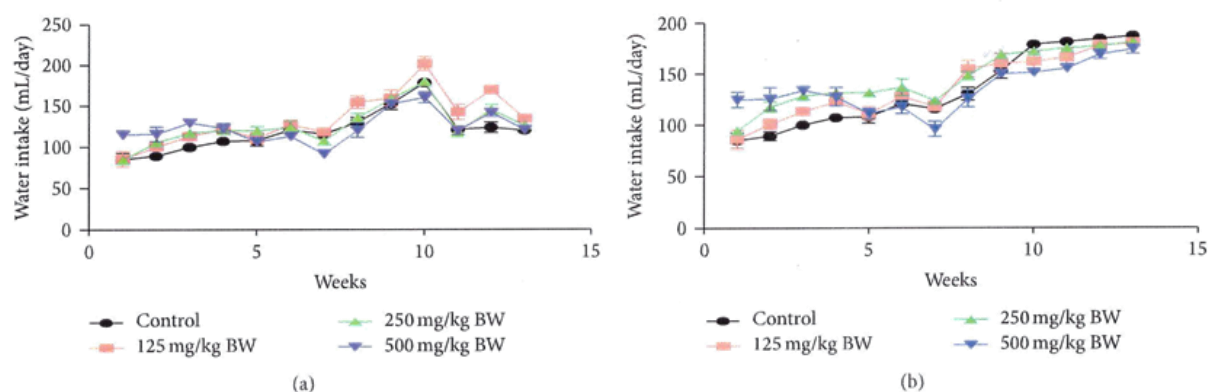 250
200
150
100
50
0
Water intake (mL/day)
0 5 10 15
Weeks
Control
125 mg/kg BW
250 mg/kg BW
500 mg/kg BW
(a)
200
150
100
50
0
Water intake (mL/day)
0 5 10 15
Weeks
Control
125 mg/kg BW
250 mg/kg BW
500 mg/kg BW
(b)